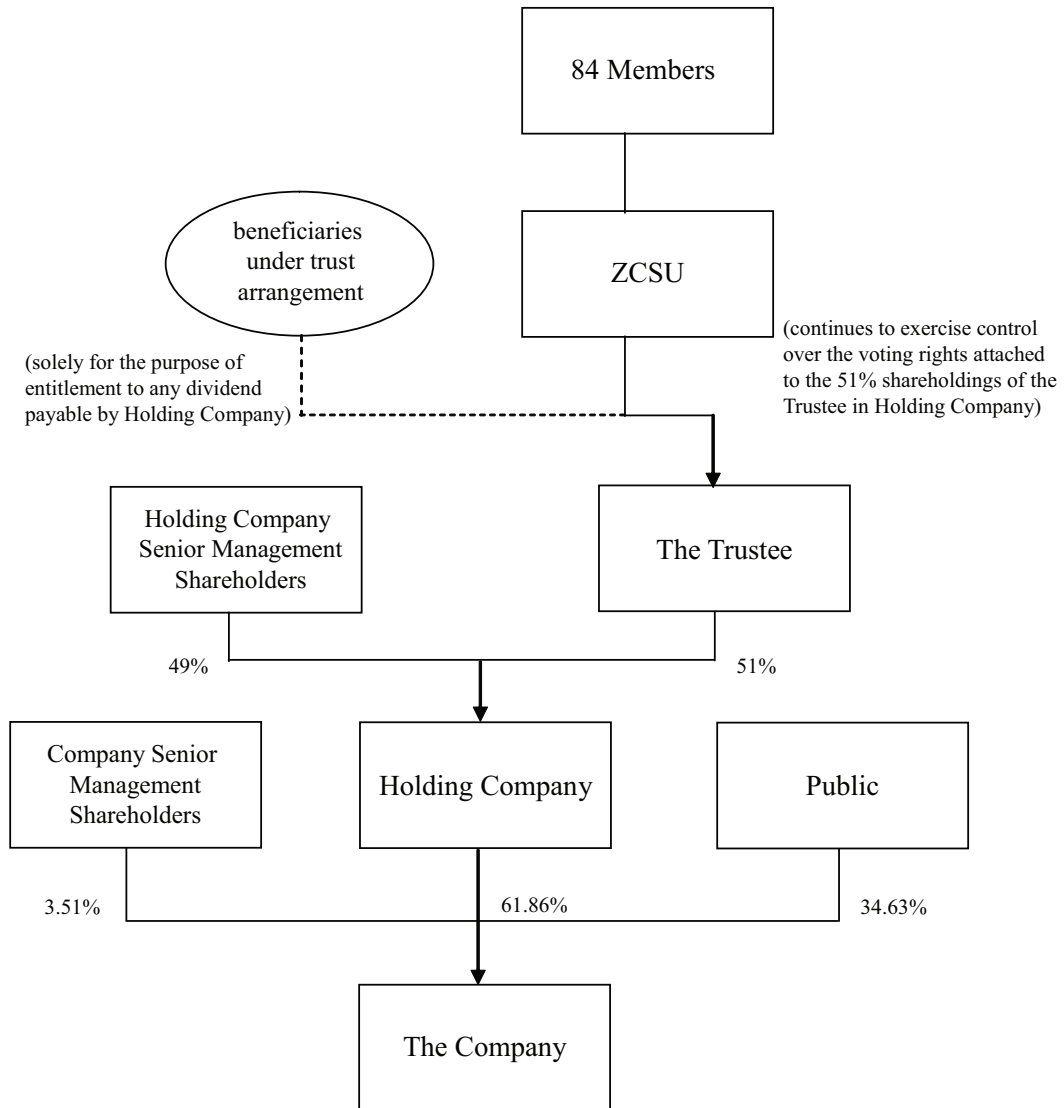 84 Members
beneficiaries
under trust
arrangement
ZCSU
(solely for the purpose of
entitlement to any dividend
payable by Holding Company)
(continues to exercise control
over the voting rights attached
to the 51% shareholdings of the
Trustee in Holding Company)
Holding Company
Senior Management
Shareholders
The Trustee
49%
51%
Company Senior
Management
Shareholders
Holding Company
Public
3.51%
61.86%
34.63%
The Company